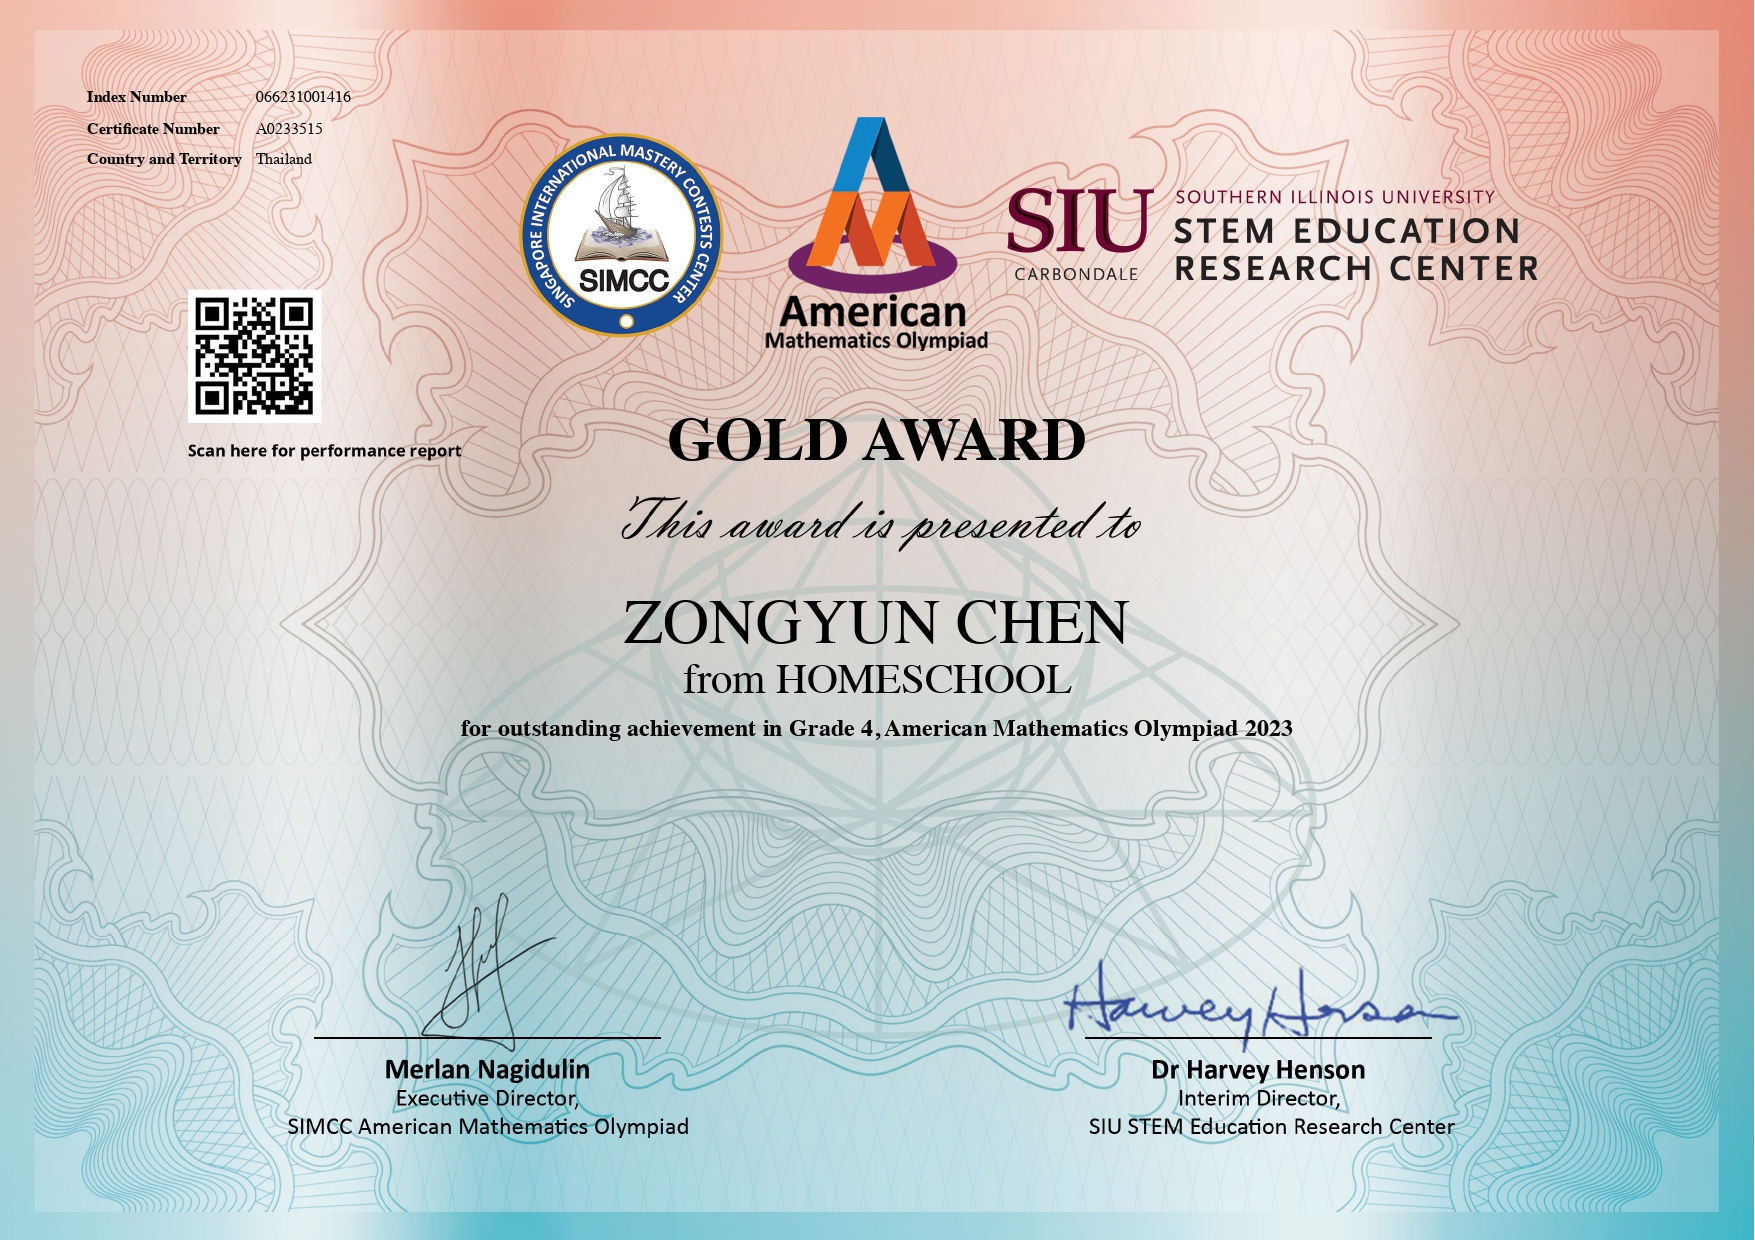 Index Number 066231001416
Certificate Number A0233515
Country and Territory Thailand
SINGAPORE INTERNATIONAL MASTERY CONTESTS CENTER
SIMCC
American
Mathematics Olympiad
SIU
CARBONDALE
SOUTHERN ILLINOIS UNIVERSITY
STEM EDUCATION
RESEARCH CENTER
Scan here for performance report
GOLD AWARD
This award is presented to
ZONGYUN CHEN
from HOMESCHOOL
for outstanding achievement in Grade 4, American Mathematics Olympiad 2023
Harvey Henson
Merlan Nagidulin
Executive Director,
SIMCC American Mathematics Olympiad
Dr Harvey Henson
Interim Director,
SIU STEM Education Research Center